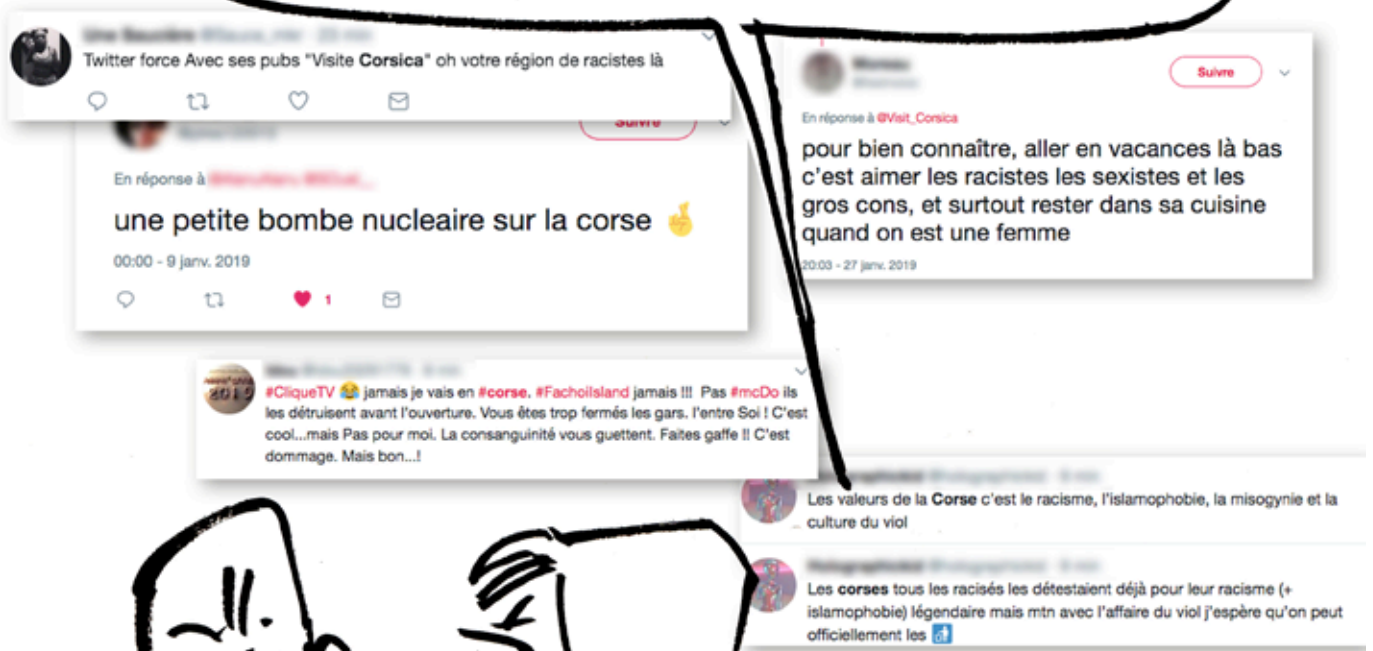 Twitter force Avec ses pubs "Visite Corsica" oh votre région de racistes là
Suivre
En réponse à @Visit_Corsica
pour bien connaître, aller en vacances là bas
c'est aimer les racistes les sexistes et les
gros cons, et surtout rester dans sa cuisine
quand on est une femme
20:03 - 27 janv. 2019
Suivre
En réponse à
une petite bombe nucleaire sur la corse 🤞
00:00 - 9 janv. 2019
1
#CliqueTV 😂 jamais je vais en #corse. #FachoiIsland jamais !!! Pas #mcDo ils
les détruisent avant l'ouverture. Vous êtes trop fermés les gars. l'entre Soi ! C'est
cool...mais Pas pour moi. La consanguinité vous guettent. Faites gaffe !! C'est
dommage. Mais bon...!
Les valeurs de la Corse c'est le racisme, l'islamophobie, la misogynie et la
culture du viol
Les corses tous les racisés les détestaient déjà pour leur racisme (+
islamophobie) légendaire mais mtn avec l'affaire du viol j'espère qu'on peut
officiellement les 🚮